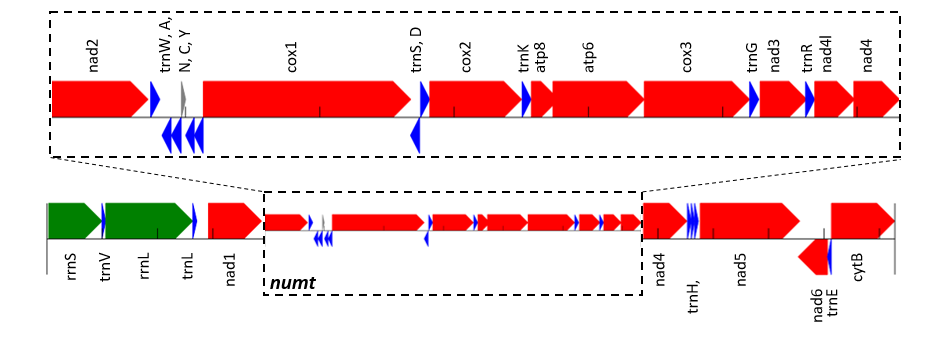 nad2
trnW, A,
N, C, Y
cox1
trnS, D
cox2
trnK
atp8
atp6
cox3
trnG
nad3
trnR
nad4l
nad4
rrnS
trnV
rrnL
trnL
nad1
numt
nad4
trnH,
nad5
nad6
trnE
cytB